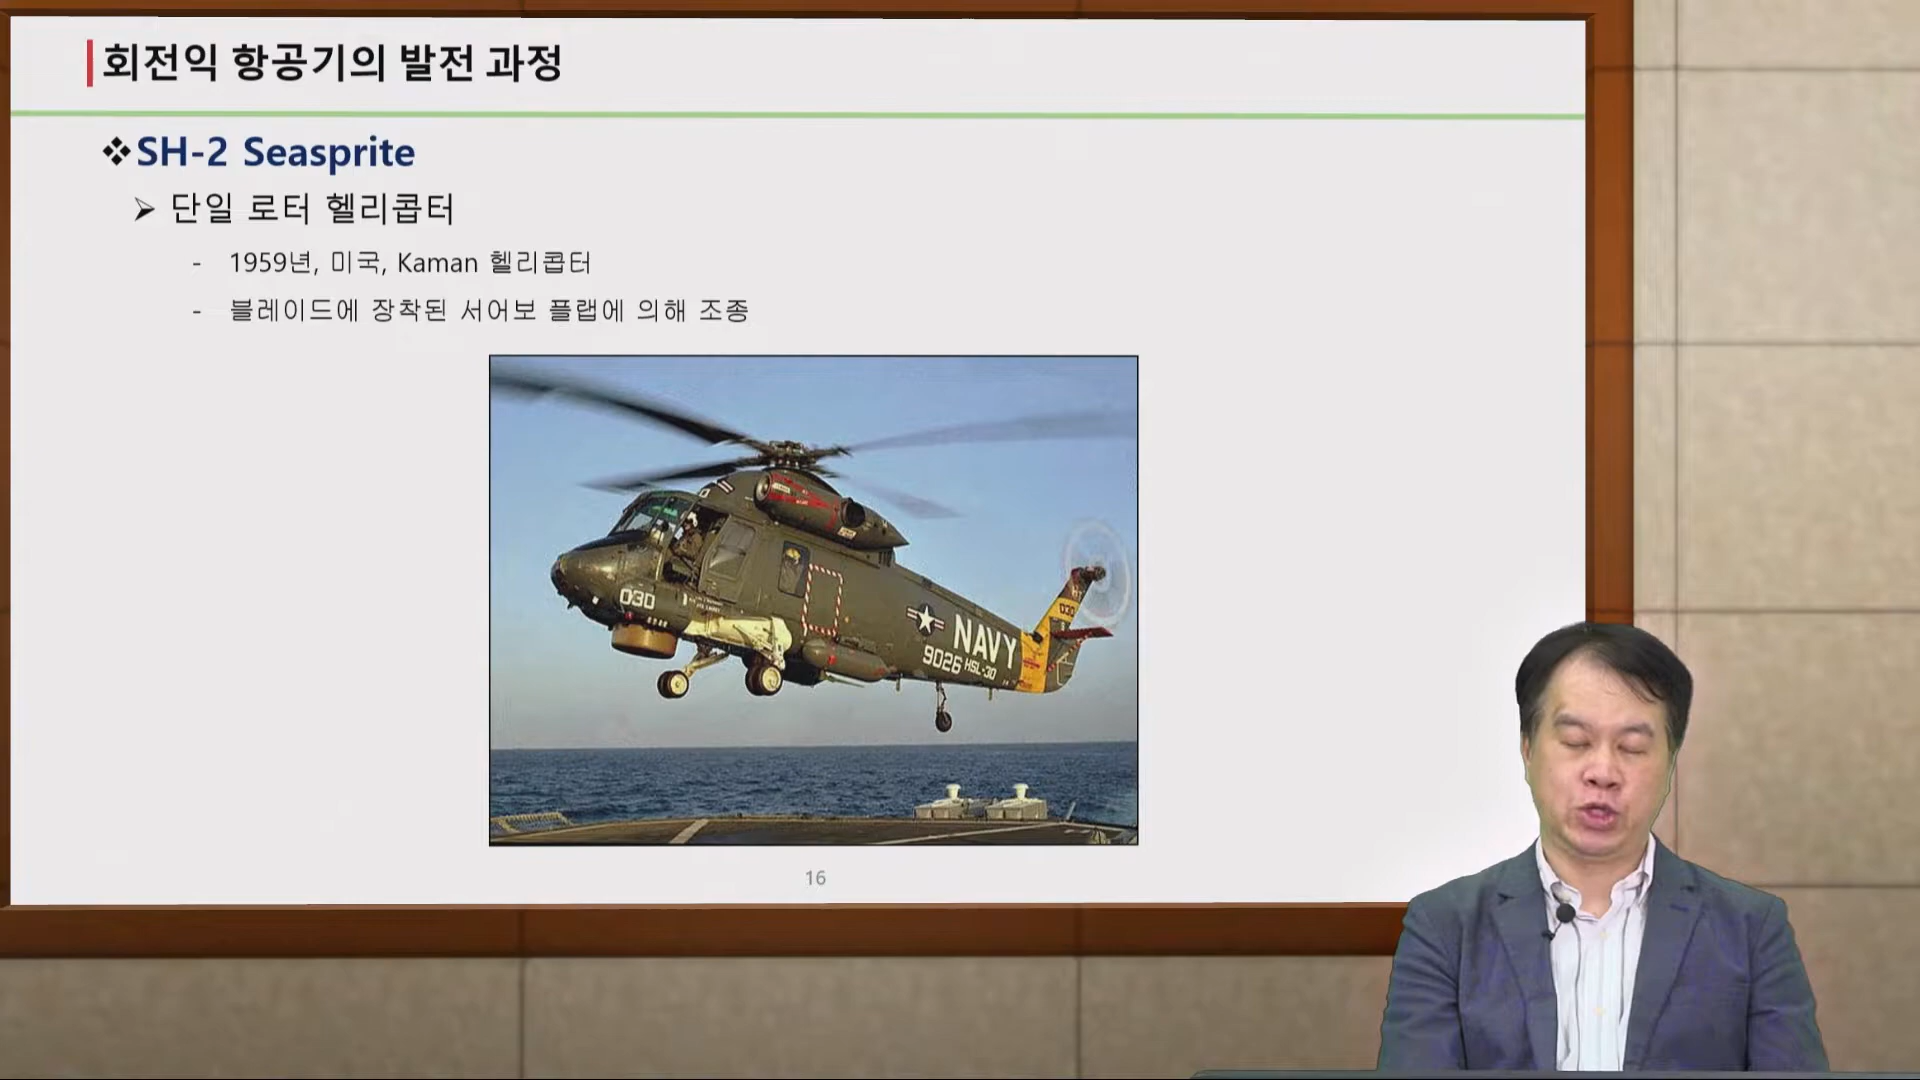 회전익 항공기의 발전 과정
❖SH-2 Seasprite
➢ 단일 로터 헬리콥터
- 1959년, 미국, Kaman 헬리콥터
- 블레이드에 장착된 서어보 플랩에 의해 조종
030
030
NAVY
9026 HSL-30
16